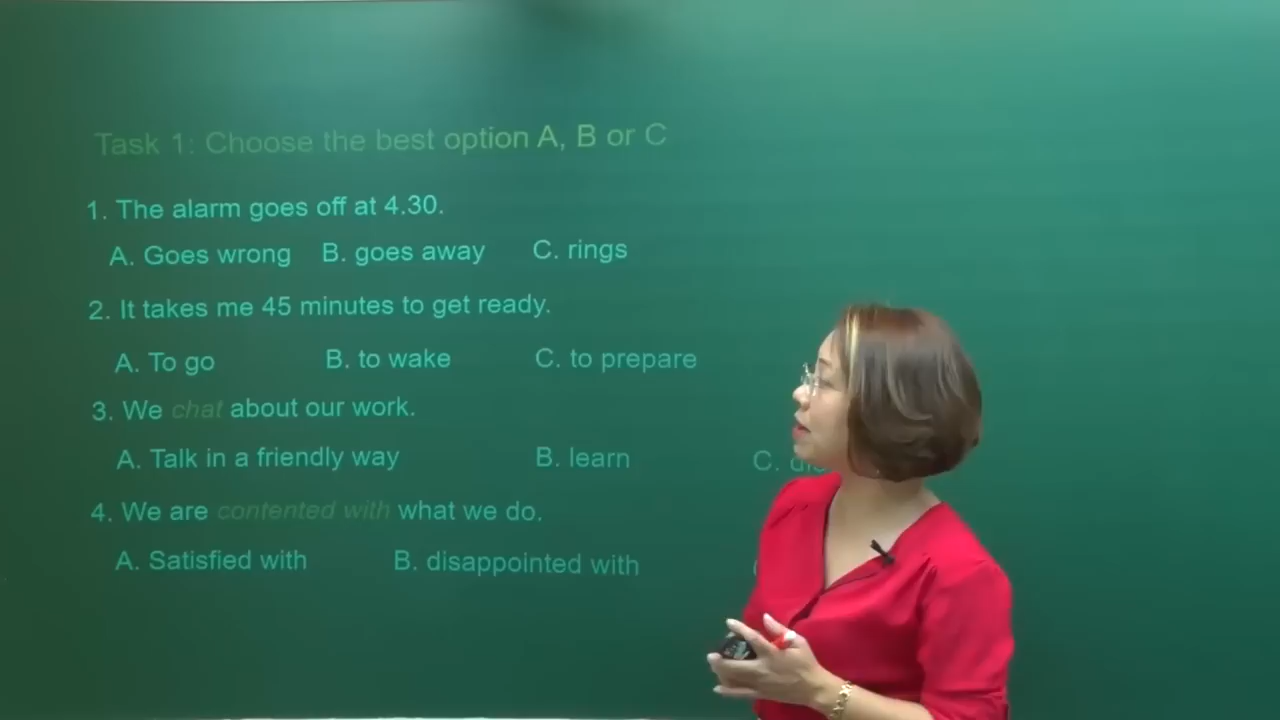 Task 1: Choose the best option A, B or C
1. The alarm goes off at 4.30.
A. Goes wrong B. goes away C. rings
2. It takes me 45 minutes to get ready.
A. To go B. to wake C. to prepare
3. We chat about our work.
A. Talk in a friendly way B. learn C.
4. We are contented with what we do.
A. Satisfied with B. disappointed with